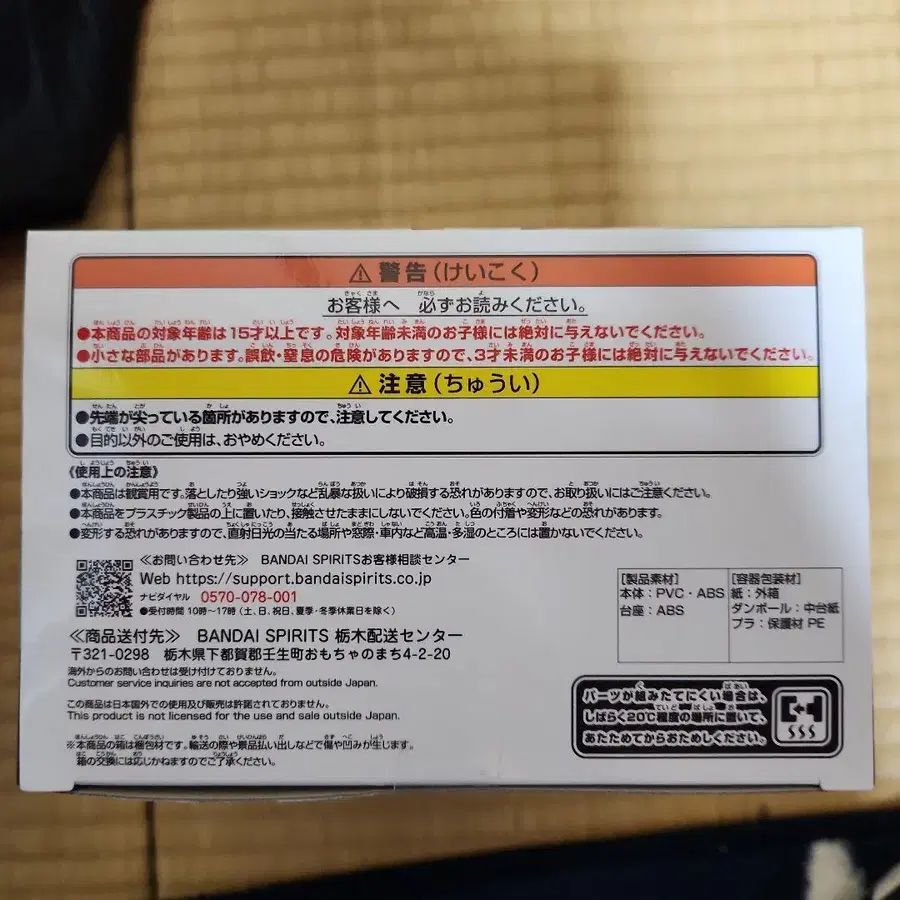 ⚠警告(けいこく)
お客様へ 必ずお読みください。
●本商品の対象年齢は15才以上です。対象年齢未満のお子様には絶対に与えないでください。
●小さな部品があります。誤飲・窒息の危険がありますので、3才未満のお子様には絶対に与えないでください。
⚠注意(ちゅうい)
●先端が尖っている箇所がありますので、注意してください。
●目的以外のご使用は、おやめください。
《使用上の注意》
●本商品は観賞用です。落としたり強いショックなど乱暴な扱いにより破損する恐れがありますので、お取り扱いにはご注意ください。
●本商品をプラスチック製品の上に置いたり、接触させたままにしないでください。色の付着や変形などの恐れがあります。
●変形する恐れがありますので、直射日光の当たる場所や窓際・車内など高温・多湿のところには置かないでください。
≪お問い合わせ先≫ BANDAI SPIRITSお客様相談センター
Web https://support.bandaispirits.co.jp
ナビダイヤル 0570-078-001
●受付時間 10時~17時(土、日、祝日、夏季・冬季休業日を除く)
≪商品送付先≫ BANDAI SPIRITS 栃木配送センター
〒321-0298 栃木県下都賀郡壬生町おもちゃのまち4-2-20
海外からのお問い合わせは受け付けておりません。
Customer service inquiries are not accepted from outside Japan.
この商品は日本国外での使用及び販売は許諾されておりません。
This product is not licensed for the use and sale outside Japan.
※本商品の箱は梱包材です。輸送の際や景品払い出しなどで傷や凹みが生じます。
箱の交換には応じかねますのでご了承ください。
[製品素材]
本体:PVC・ABS
台座:ABS
[容器包装材]
紙:外箱
ダンボール:中台紙
プラ:保護材 PE
パーツが組みたてにくい場合は、
しばらく20℃程度の場所に置いて、
あたためてからおためしください。